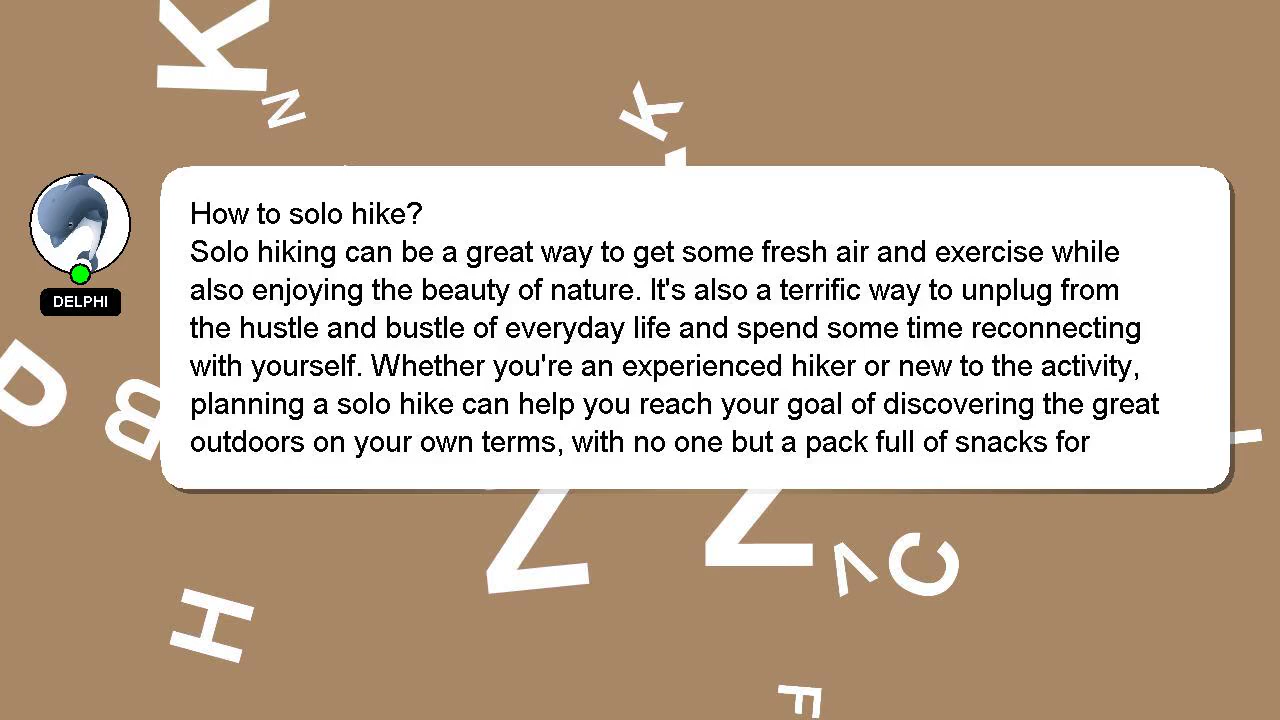 K
N
K
How to solo hike?
Solo hiking can be a great way to get some fresh air and exercise while
also enjoying the beauty of nature. It's also a terrific way to unplug from
the hustle and bustle of everyday life and spend some time reconnecting
with yourself. Whether you're an experienced hiker or new to the activity,
planning a solo hike can help you reach your goal of discovering the great
outdoors on your own terms, with no one but a pack full of snacks for
DELPHI
D
B
Z
Z
V
C
H
F